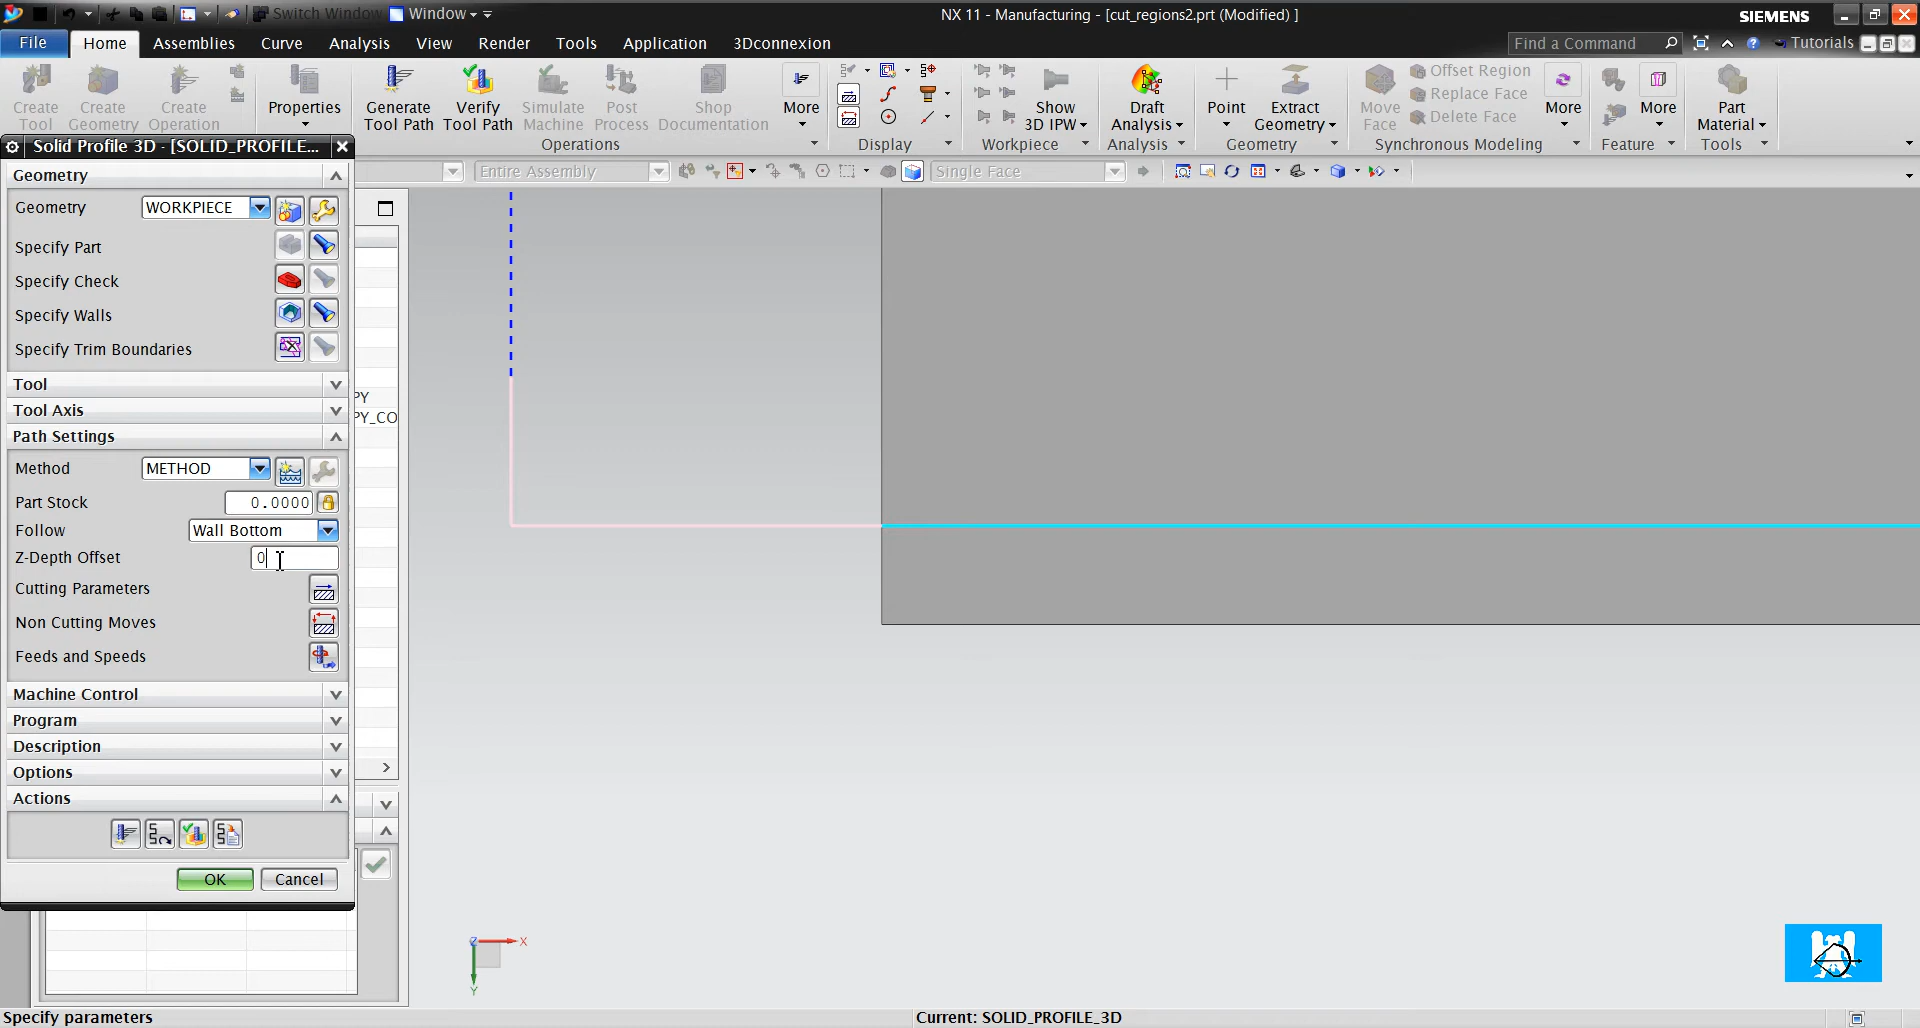 Switch Window Window
NX 11 - Manufacturing - [cut_regions2.prt (Modified) ]
SIEMENS
File Home Assemblies Curve Analysis View Render Tools Application 3Dconnexion
Find a Command Tutorials
Create Tool
Create Geometry
Create Operation
Properties
Generate Tool Path
Verify Tool Path
Simulate Machine
Post Process
Shop Documentation
More
Show 3D IPW
Draft Analysis
Point
Extract Geometry
Move Face
Offset Region
Replace Face
Delete Face
More
More
Part Material
Operations Display Workpiece Analysis Geometry Synchronous Modeling Feature Tools
Entire Assembly
Single Face
Solid Profile 3D - [SOLID_PROFILE...
Geometry
Geometry WORKPIECE
Specify Part
Specify Check
Specify Walls
Specify Trim Boundaries
Tool
Tool Axis
Path Settings
Method METHOD
Part Stock 0.0000
Follow Wall Bottom
Z-Depth Offset 0
Cutting Parameters
Non Cutting Moves
Feeds and Speeds
Machine Control
Program
Description
Options
Actions
OK Cancel
PY
PY_CO
Z X
Y
Specify parameters
Current: SOLID_PROFILE_3D